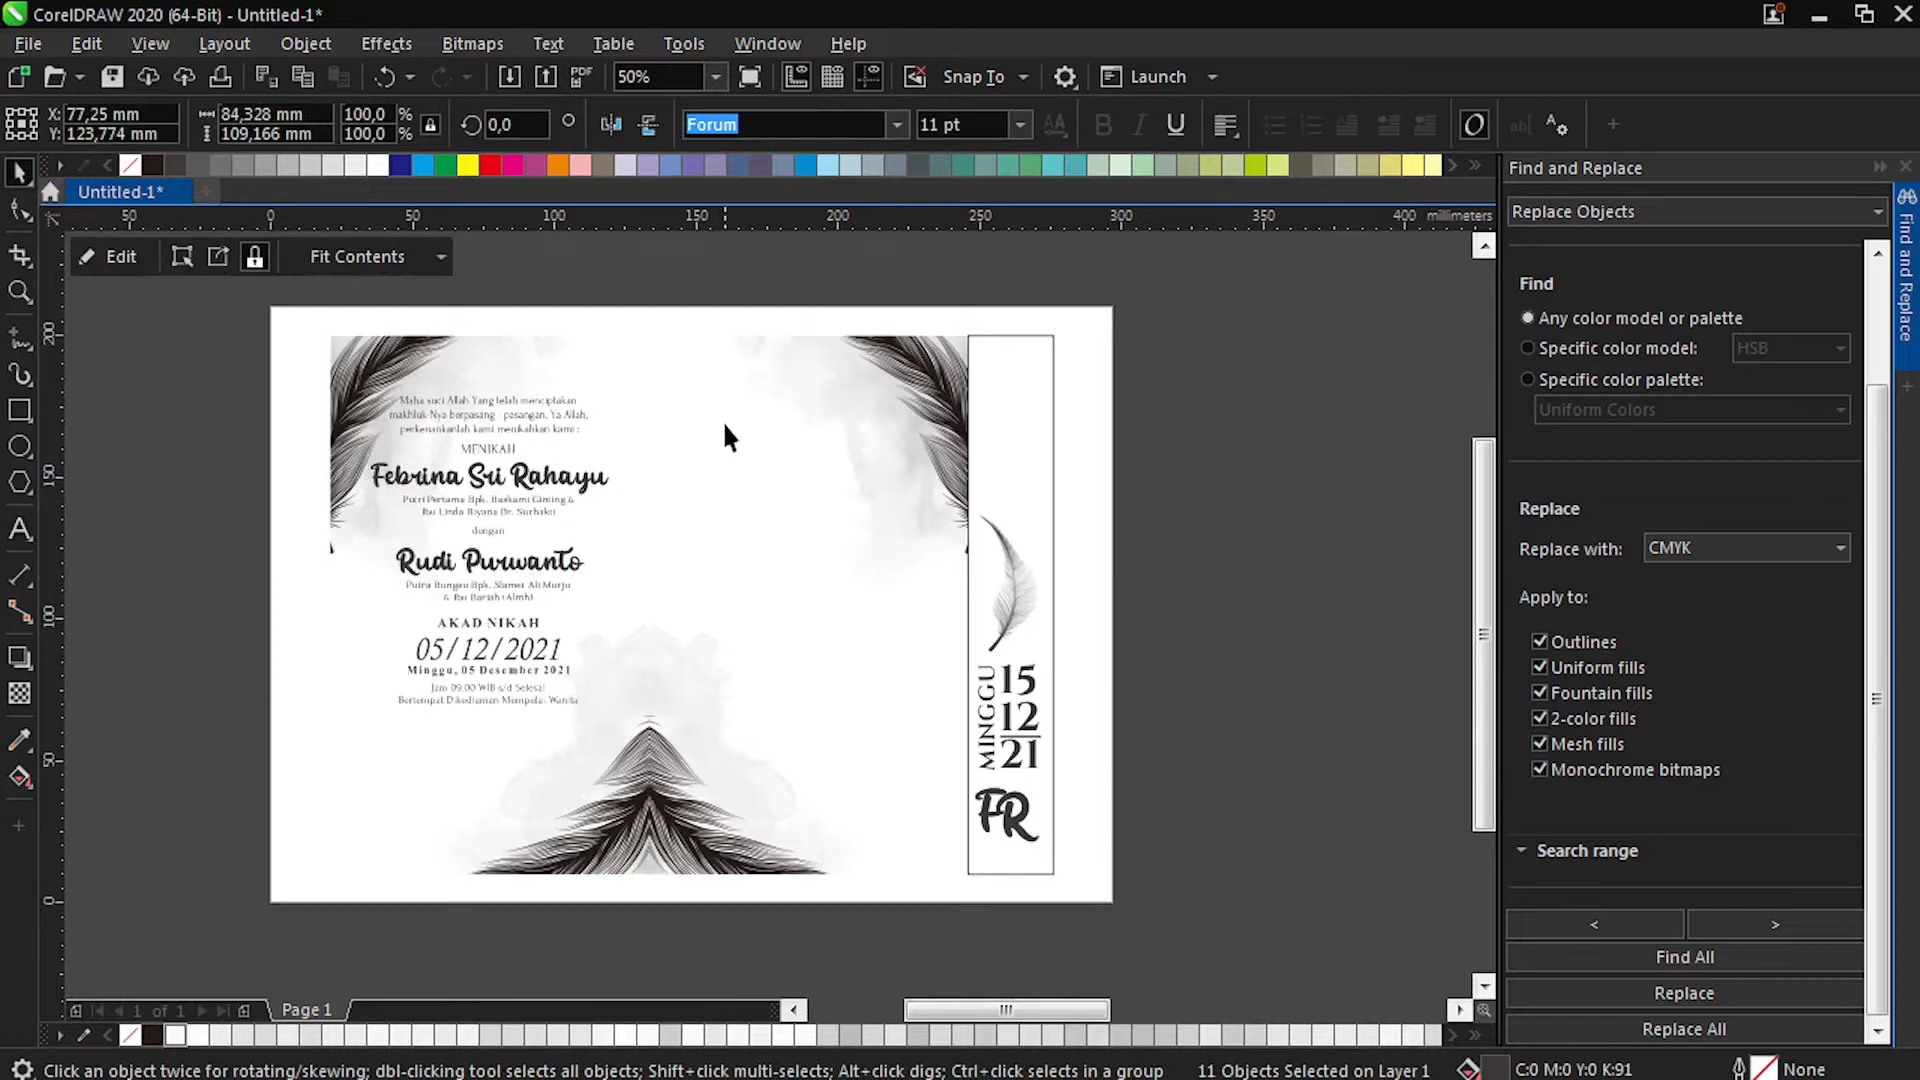 CorelDRAW 2020 (64-Bit) - Untitled-1*
File Edit View Layout Object Effects Bitmaps Text Table Tools Window Help
PDF 50% Snap To Launch
X: 77,25 mm 84,328 mm 100,0 % 0,0 ° Forum 11 pt
Y: 123,774 mm 109,166 mm 100,0 %
Untitled-1*
50 0 50 100 150 200 250 300 350 400 millimeters
Edit Fit Contents
200
150
100
50
0
Maha suci Allah Yang telah menciptakan
makhluk Nya berpasang - pasangan. Ya Allah,
perkenankanlah kami menikahkan kami :
MENIKAH
Febrina Sri Rahayu
Putri Pertama Bpk. Baskami Ginting &
Ibu Linda Riyana Br. Surbakti
dengan
Rudi Purwanto
Putra Bungsu Bpk. Slamet Ali Murju
& Ibu Bariah (Almh)
AKAD NIKAH
05/12/2021
Minggu, 05 Desember 2021
Jam 09.00 WIB s/d Selesai
Bertempat Dikediaman Mempelai Wanita
MINGGU
15
12
21
FR
Find and Replace
Replace Objects
Find
Any color model or palette
Specific color model: HSB
Specific color palette:
Uniform Colors
Replace
Replace with: CMYK
Apply to:
Outlines
Uniform fills
Fountain fills
2-color fills
Mesh fills
Monochrome bitmaps
Search range
< >
Find All
Replace
Replace All
Find and Replace
1 of 1 Page 1
Click an object twice for rotating/skewing; dbl-clicking tool selects all objects; Shift+click multi-selects; Alt+click digs; Ctrl+click selects in a group 11 Objects Selected on Layer 1 C:0 M:0 Y:0 K:91 None